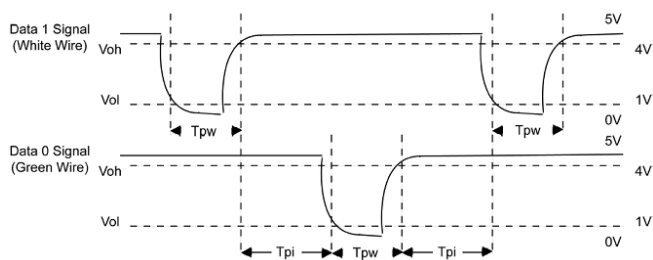 Data 1 Signal 5V
(White Wire)
Voh 4V
Vol 1V
0V
Tpw Tpw
Data 0 Signal 5V
(Green Wire)
Voh 4V
Vol 1V
0V
Tpi Tpw Tpi